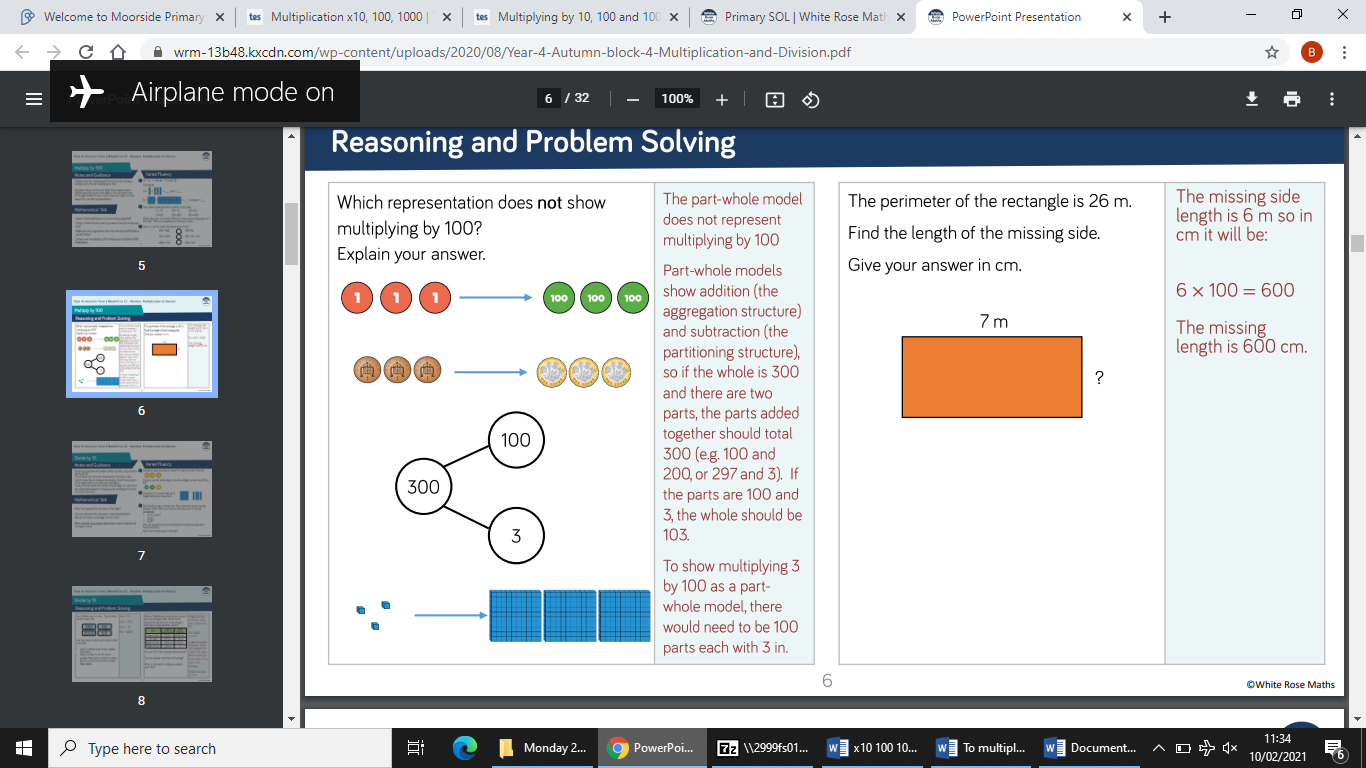 Welcome to Moorside Primary
tes Multiplication x10, 100, 1000 |
tes Multiplying by 10, 100 and 100
Primary SOL | White Rose Math
PowerPoint Presentation
wrm-13b48.kxcdn.com/wp-content/uploads/2020/08/Year-4-Autumn-block-4-Multiplication-and-Division.pdf
B
Airplane mode on
6 / 32
100%
5
6
7
8
Reasoning and Problem Solving
Which representation does not show
multiplying by 100?
Explain your answer.
1 1 1 100 100 100
100
300
3
The part-whole model
does not represent
multiplying by 100
Part-whole models
show addition (the
aggregation structure)
and subtraction (the
partitioning structure),
so if the whole is 300
and there are two
parts, the parts added
together should total
300 (e.g. 100 and
200, or 297 and 3). If
the parts are 100 and
3, the whole should be
103.
To show multiplying 3
by 100 as a part-
whole model, there
would need to be 100
parts each with 3 in.
The perimeter of the rectangle is 26 m.
Find the length of the missing side.
Give your answer in cm.
7 m
?
The missing side
length is 6 m so in
cm it will be:
6 × 100 = 600
The missing
length is 600 cm.
6
©White Rose Maths
Type here to search
Monday 2...
PowerPoi...
7z \\2999fs01...
x10 100 10...
To multipl...
Document...
11:34
10/02/2021
6